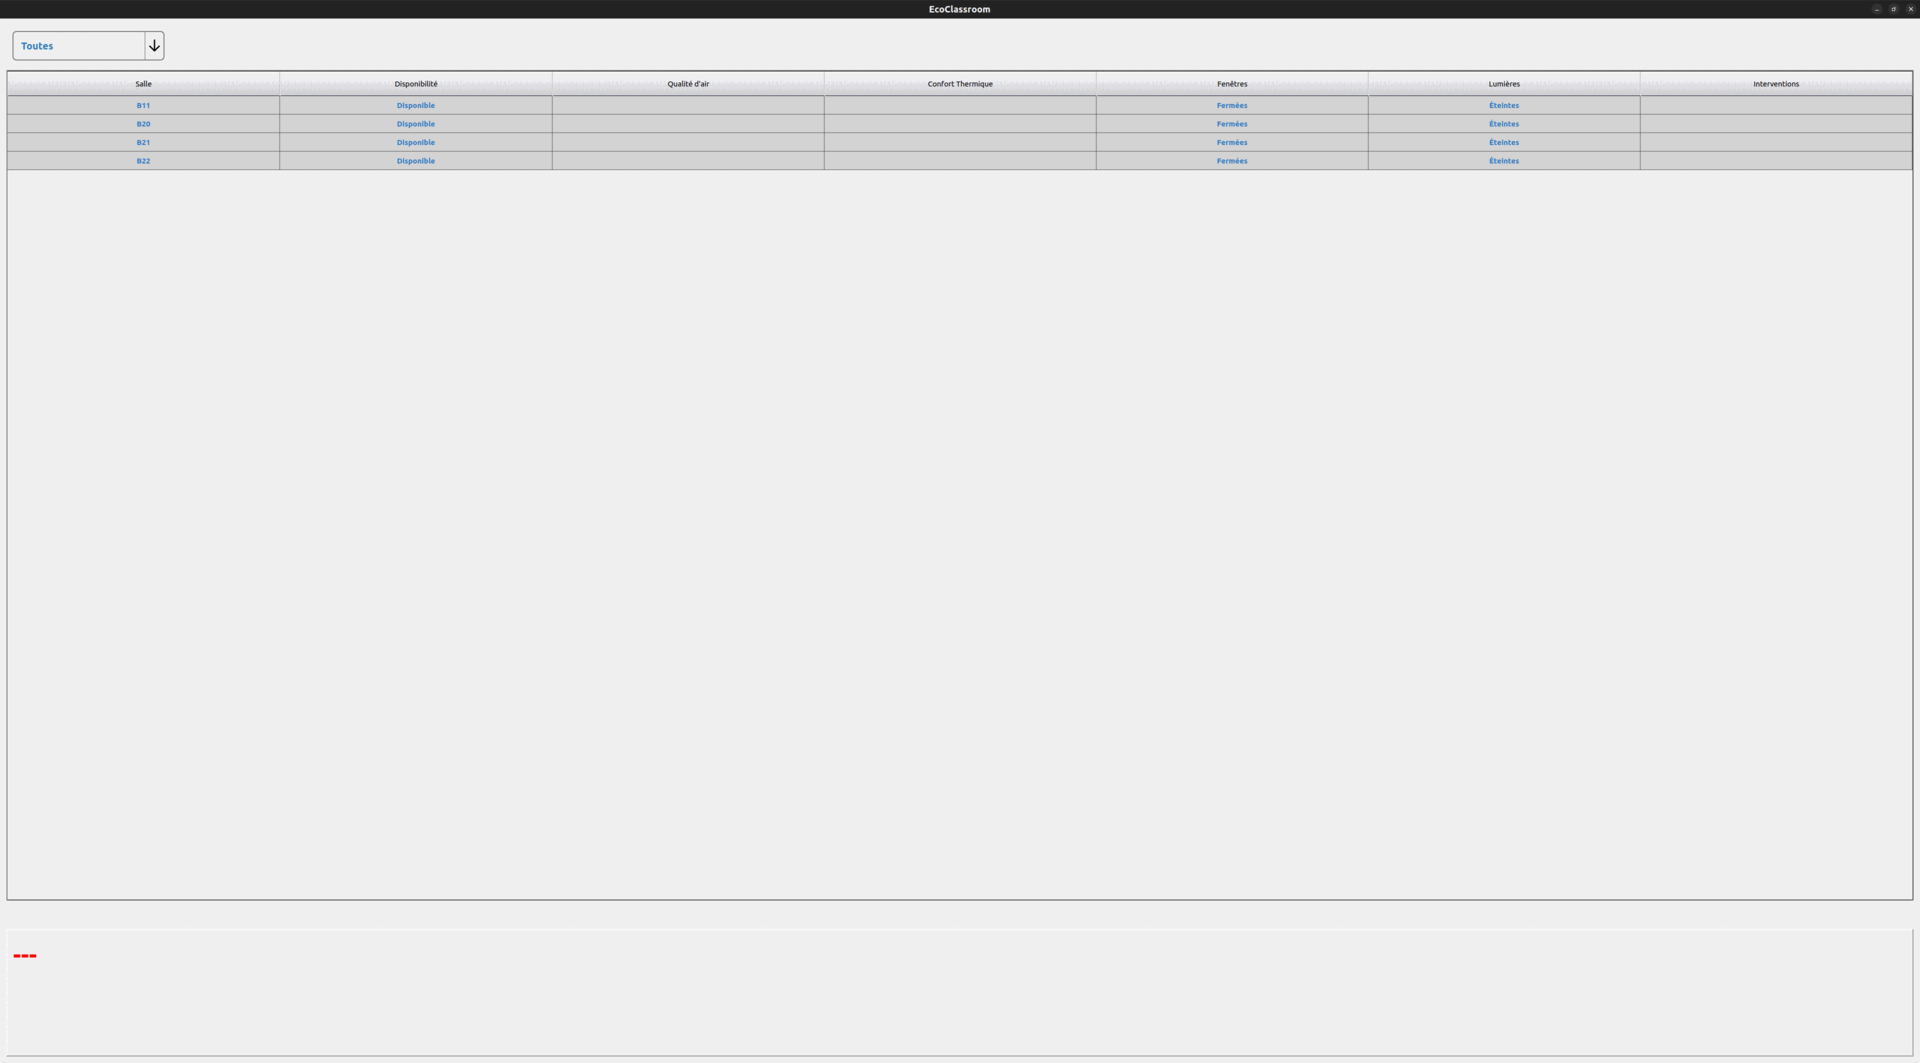 EcoClassroom
Toutes
Salle Disponibilité Qualité d'air Confort Thermique Fenêtres Lumières Interventions
B11 Disponible Fermées Éteintes
B20 Disponible Fermées Éteintes
B21 Disponible Fermées Éteintes
B22 Disponible Fermées Éteintes
---